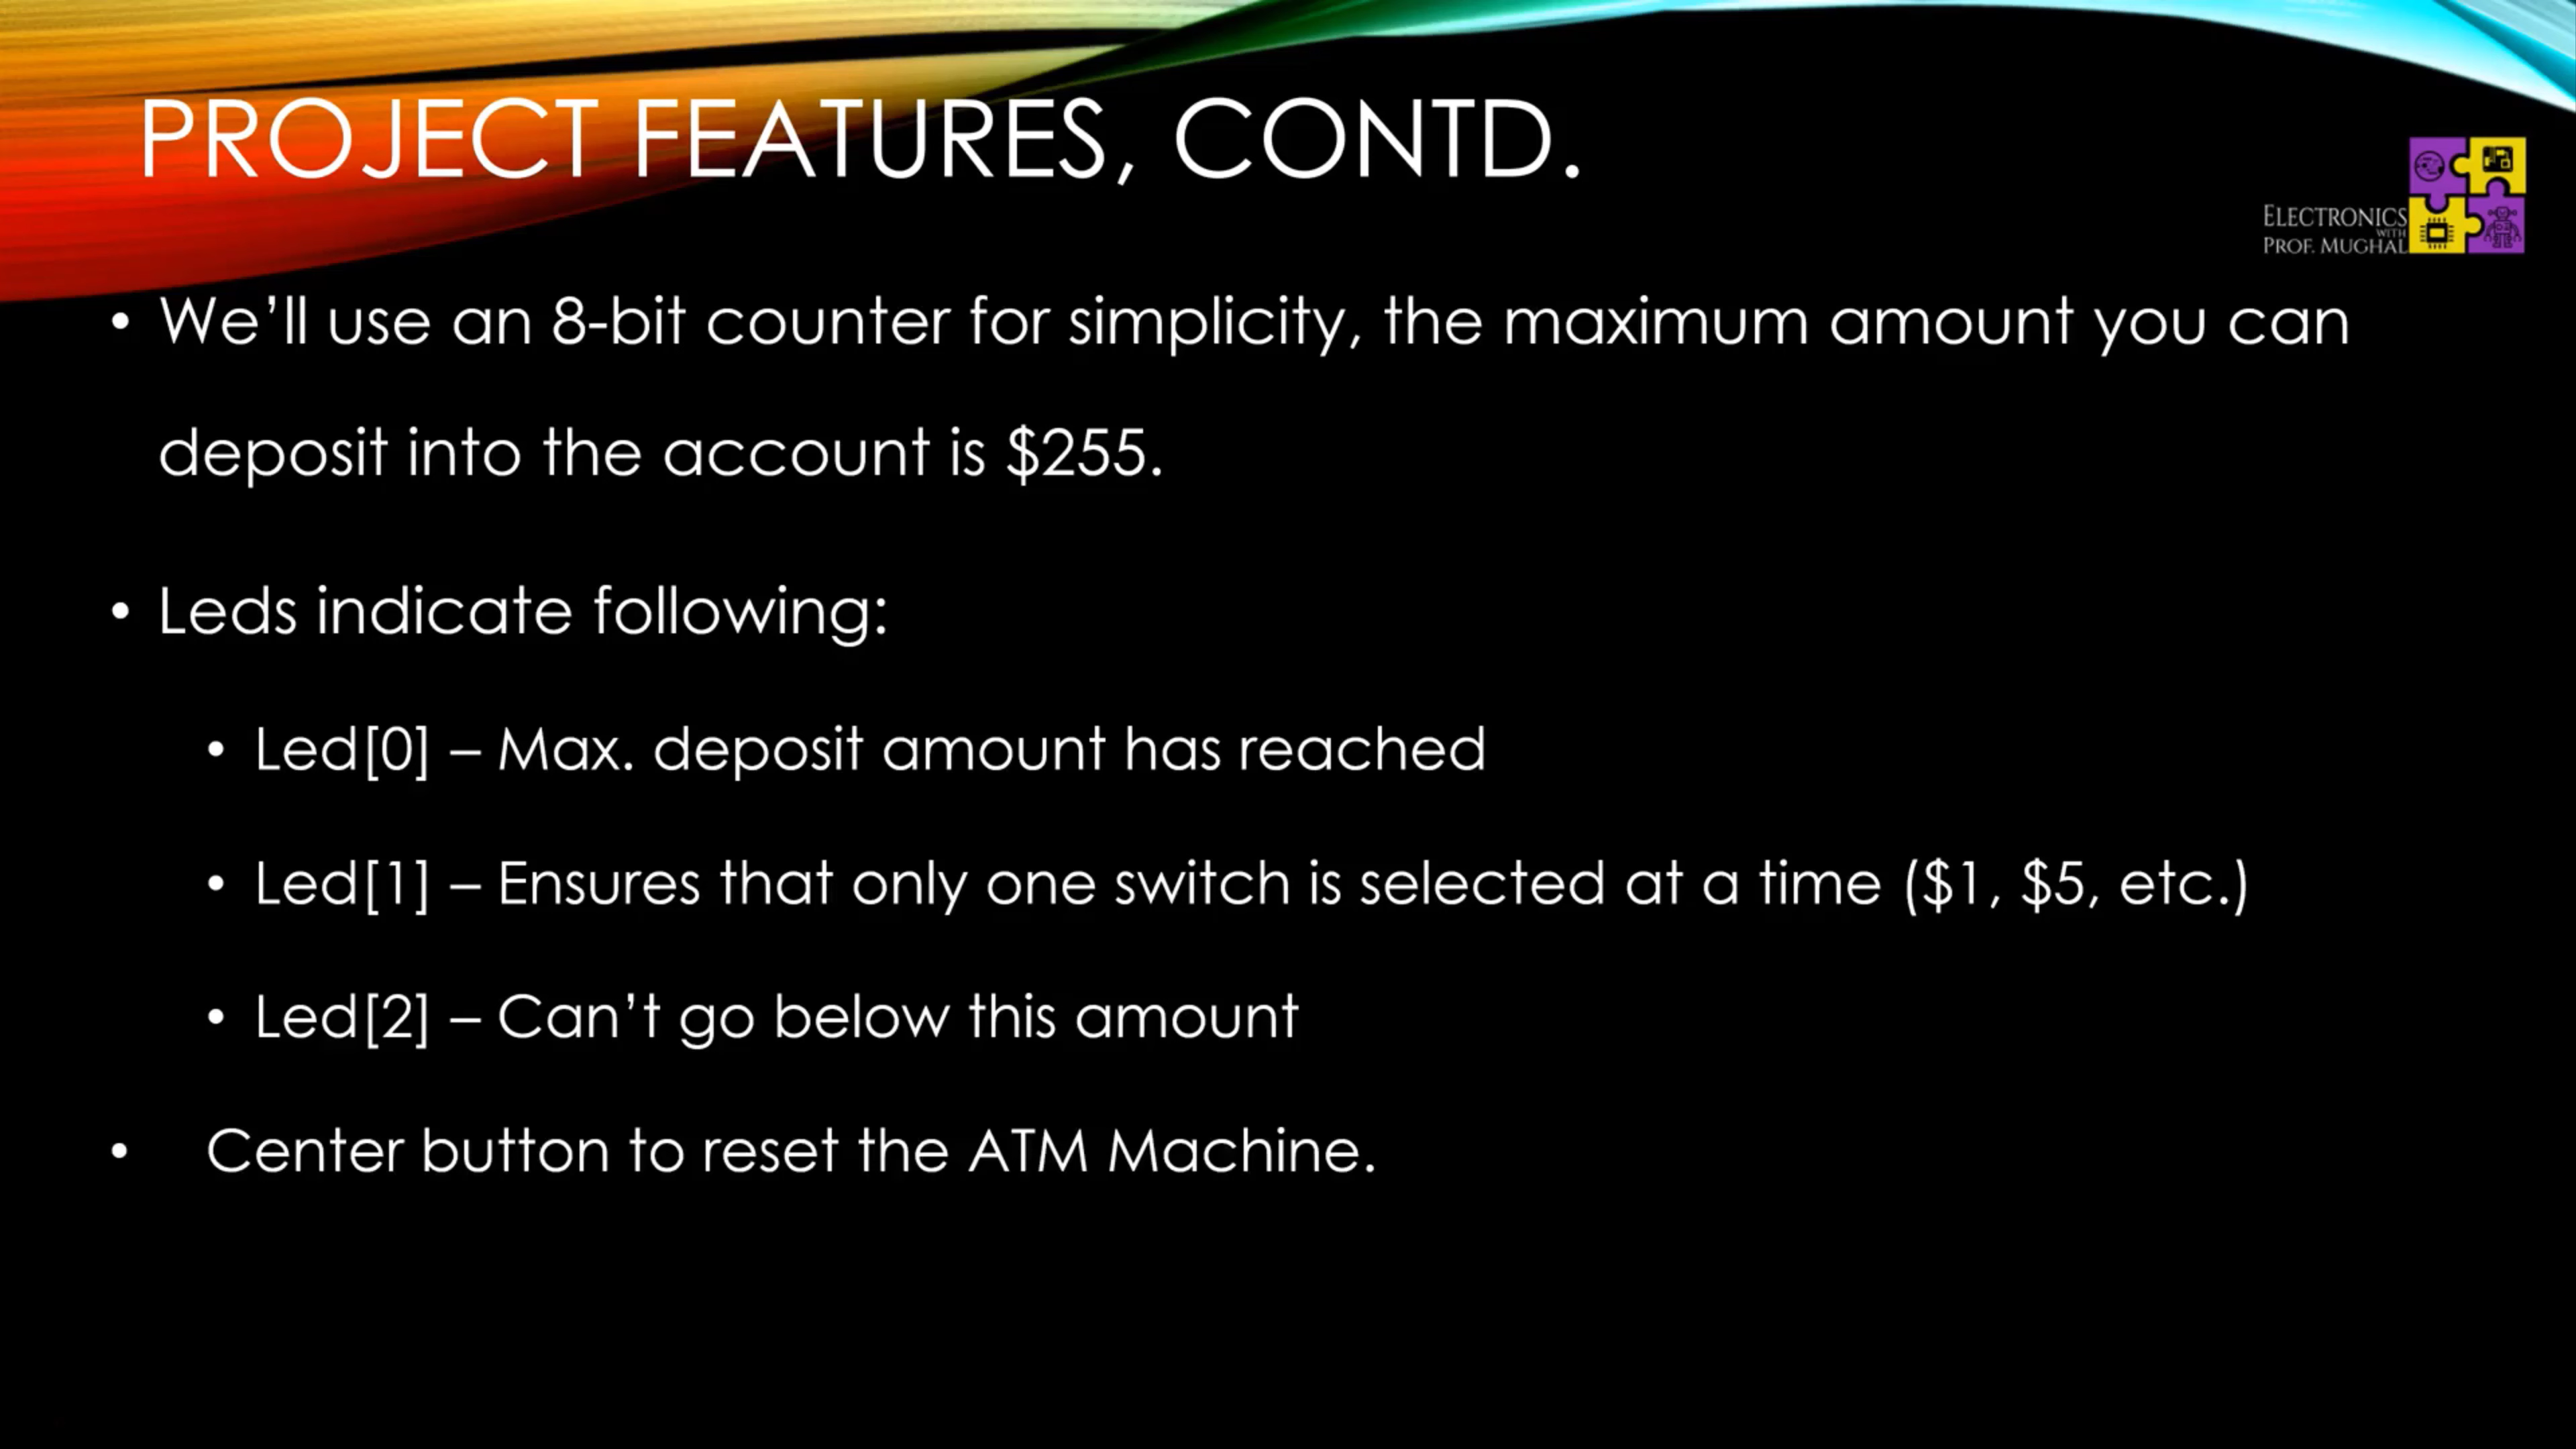 PROJECT FEATURES, CONTD.
ELECTRONICS
WITH
PROF. MUGHAL
• We’ll use an 8-bit counter for simplicity, the maximum amount you can
deposit into the account is $255.
• Leds indicate following:
• Led[0] – Max. deposit amount has reached
• Led[1] – Ensures that only one switch is selected at a time ($1, $5, etc.)
• Led[2] – Can’t go below this amount
• Center button to reset the ATM Machine.